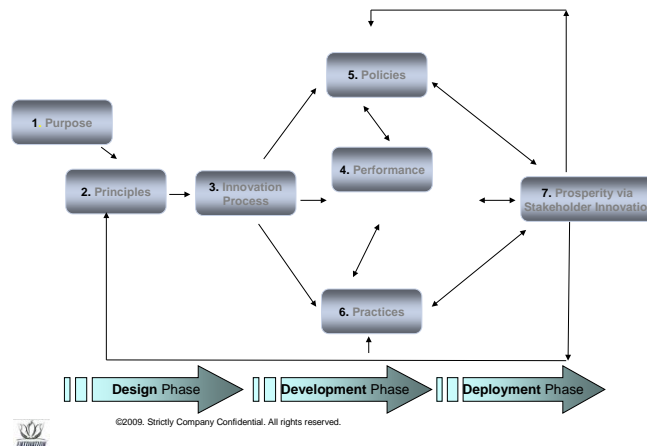 1. Purpose
2. Principles
3. Innovation
Process
5. Policies
4. Performance
6. Practices
7. Prosperity via
Stakeholder Innovation
Design Phase
Development Phase
Deployment Phase
©2009. Strictly Company Confidential. All rights reserved.